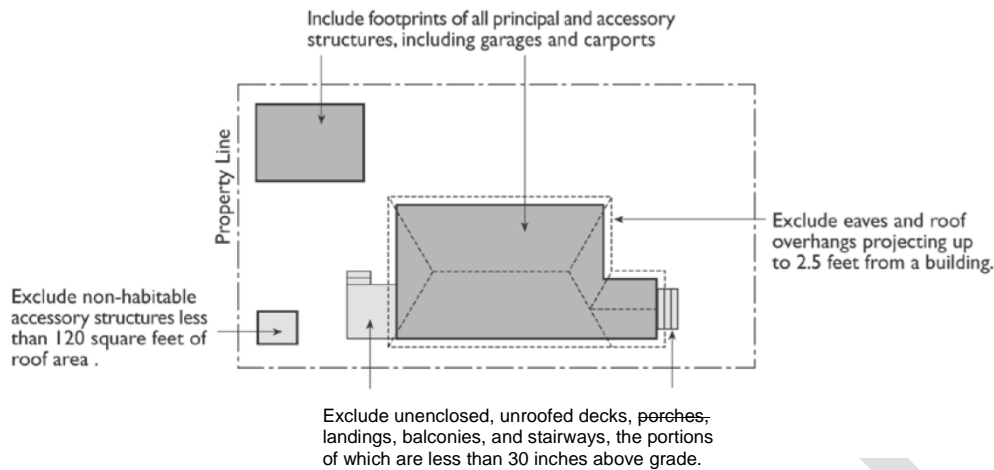 Include footprints of all principal and accessory
structures, including garages and carports
Property Line
Exclude eaves and roof
overhangs projecting up
to 2.5 feet from a building.
Exclude non-habitable
accessory structures less
than 120 square feet of
roof area .
Exclude unenclosed, unroofed decks, porches,
landings, balconies, and stairways, the portions
of which are less than 30 inches above grade.